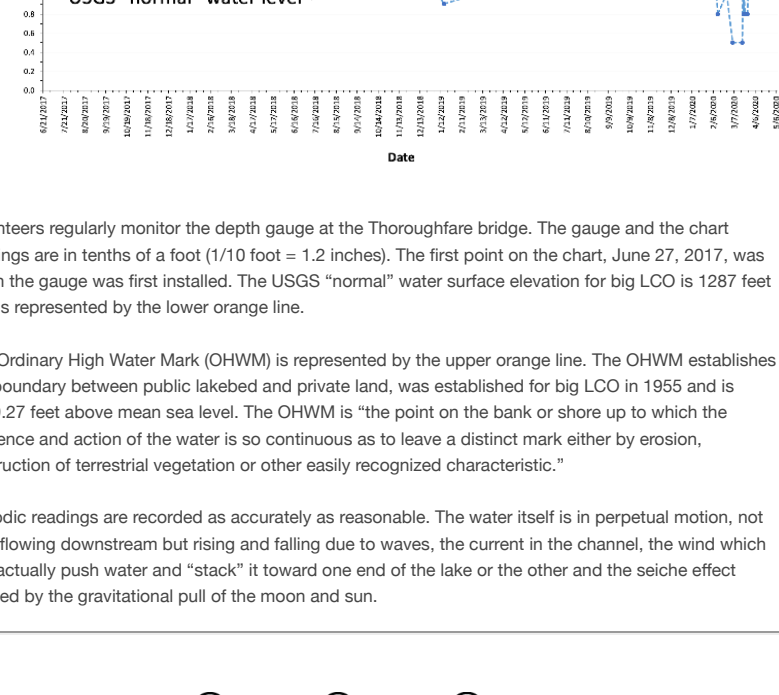 USGS "normal" water level
0.8
0.6
0.4
0.2
0.0
6/21/2017 7/21/2017 8/20/2017 9/19/2017 10/19/2017 11/18/2017 12/18/2017 1/17/2018 2/16/2018 3/18/2018 4/17/2018 5/17/2018 6/16/2018 7/16/2018 8/15/2018 9/14/2018 10/14/2018 11/13/2018 12/13/2018 1/12/2019 2/11/2019 3/13/2019 4/12/2019 5/12/2019 6/11/2019 7/11/2019 8/10/2019 9/9/2019 10/9/2019 11/8/2019 12/8/2019 1/7/2020 2/6/2020 3/7/2020 4/6/2020 5/6/2020
Date
nteers regularly monitor the depth gauge at the Thoroughfare bridge. The gauge and the chart
ngs are in tenths of a foot (1/10 foot = 1.2 inches). The first point on the chart, June 27, 2017, was
n the gauge was first installed. The USGS “normal” water surface elevation for big LCO is 1287 feet
s represented by the lower orange line.
Ordinary High Water Mark (OHWM) is represented by the upper orange line. The OHWM establishes
boundary between public lakebed and private land, was established for big LCO in 1955 and is
.27 feet above mean sea level. The OHWM is “the point on the bank or shore up to which the
ence and action of the water is so continuous as to leave a distinct mark either by erosion,
ruction of terrestrial vegetation or other easily recognized characteristic.”
odic readings are recorded as accurately as reasonable. The water itself is in perpetual motion, not
flowing downstream but rising and falling due to waves, the current in the channel, the wind which
actually push water and “stack” it toward one end of the lake or the other and the seiche effect
ed by the gravitational pull of the moon and sun.